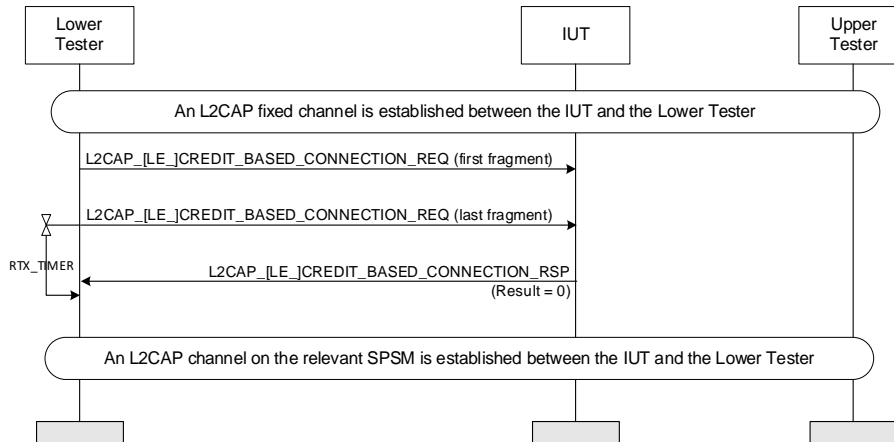 Lower
Tester
IUT
Upper
Tester
An L2CAP fixed channel is established between the IUT and the Lower Tester
L2CAP_[LE_]CREDIT_BASED_CONNECTION_REQ (first fragment)
L2CAP_[LE_]CREDIT_BASED_CONNECTION_REQ (last fragment)
RTX_TIMER
L2CAP_[LE_]CREDIT_BASED_CONNECTION_RSP
(Result = 0)
An L2CAP channel on the relevant SPSM is established between the IUT and the Lower Tester